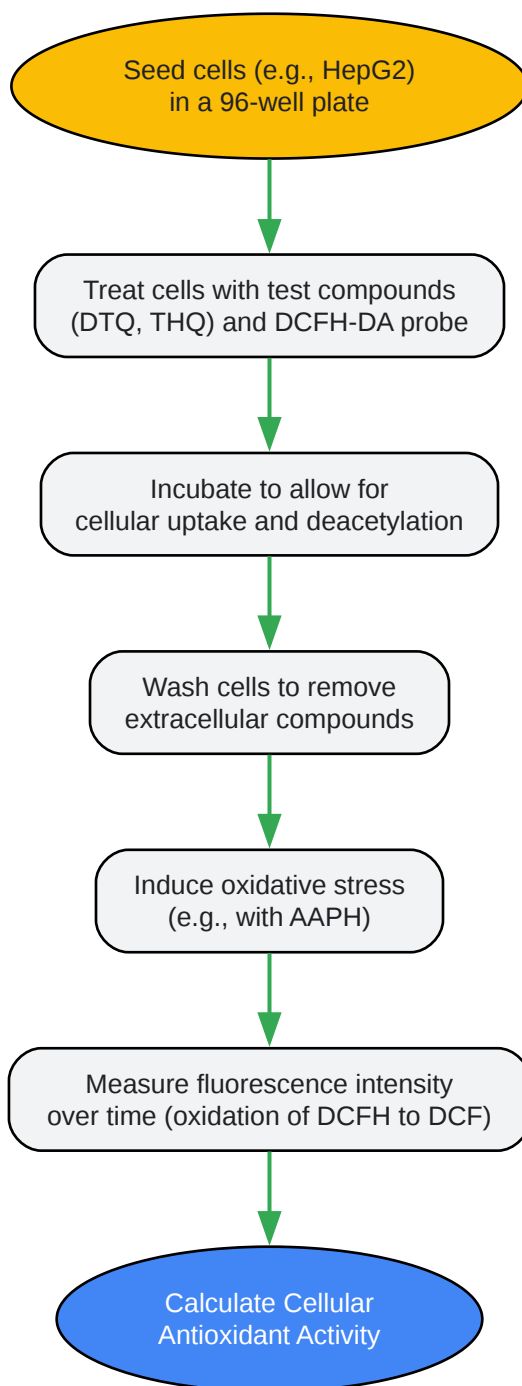 Seed cells (e.g., HepG2)
in a 96-well plate
Treat cells with test compounds
(DTQ, THQ) and DCFH-DA probe
Incubate to allow for
cellular uptake and deacetylation
Wash cells to remove
extracellular compounds
Induce oxidative stress
(e.g., with AAPH)
Measure fluorescence intensity
over time (oxidation of DCFH to DCF)
Calculate Cellular
Antioxidant Activity